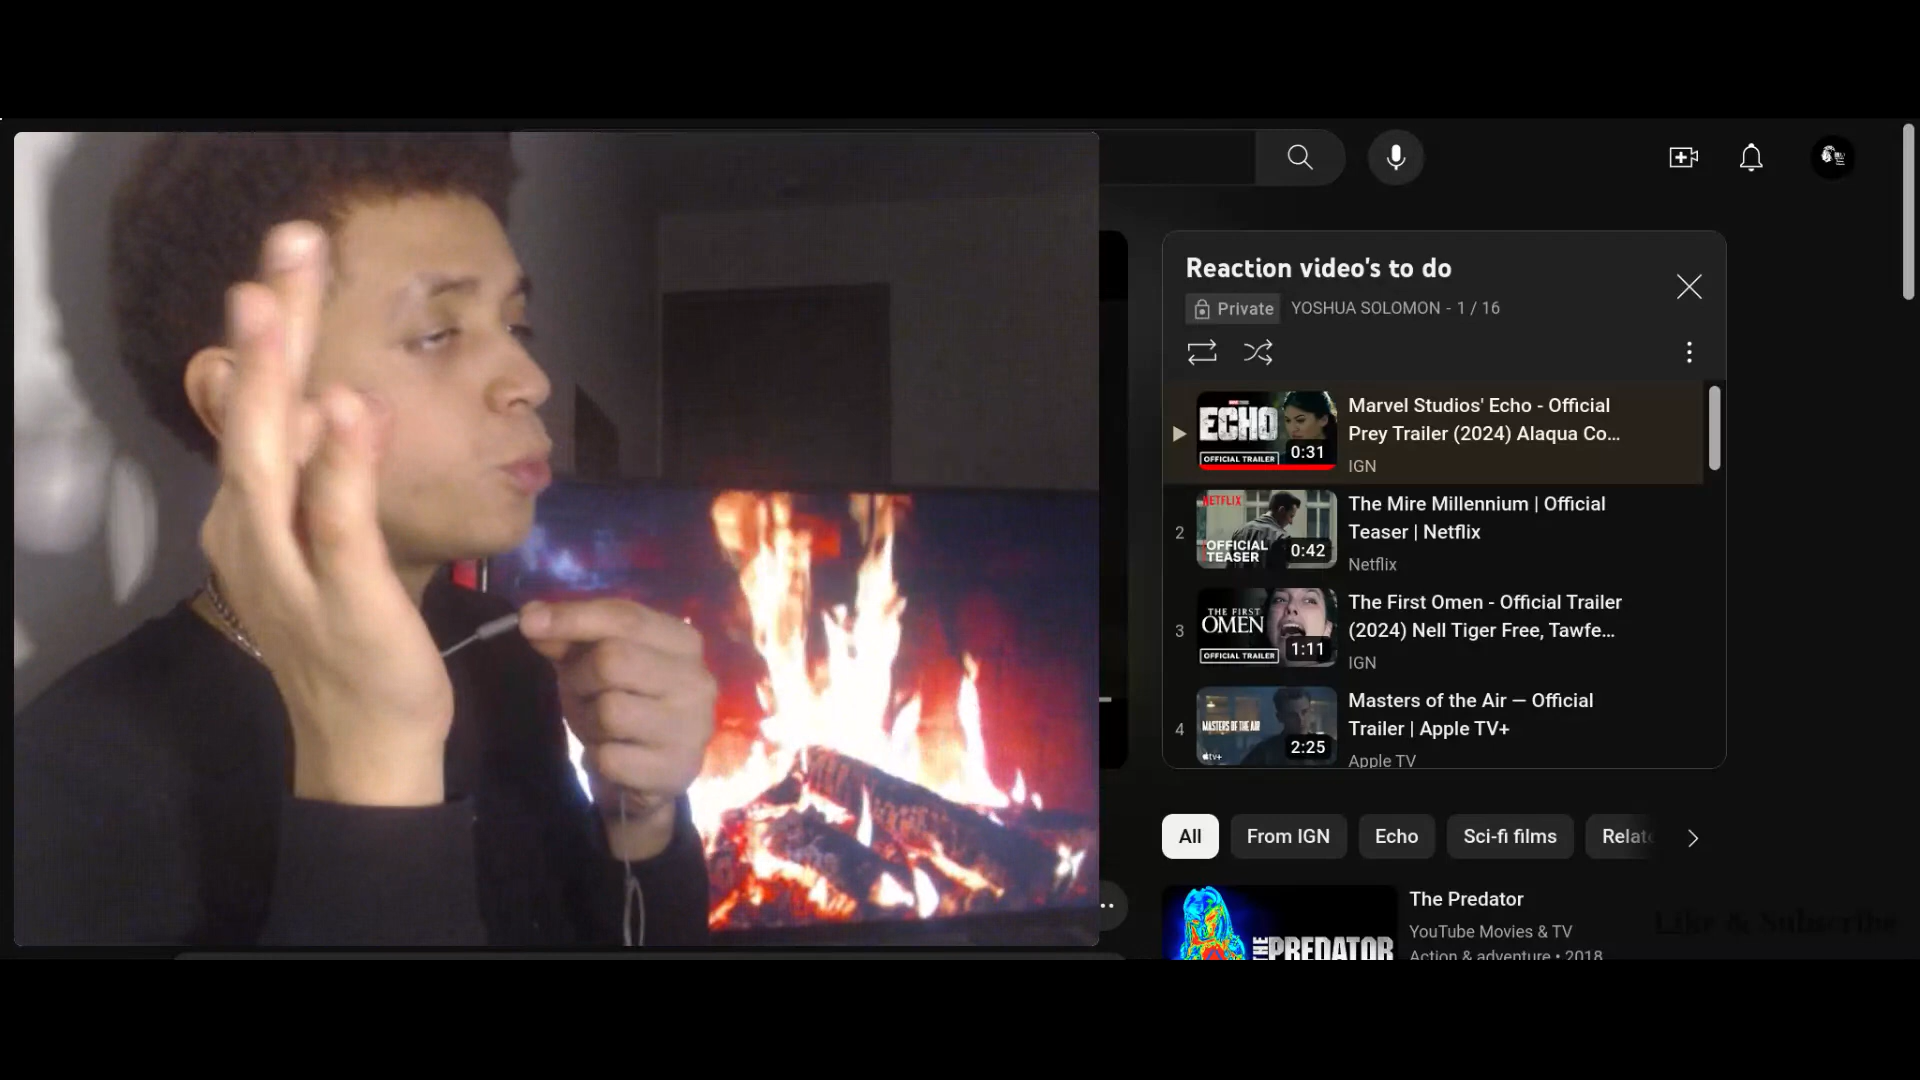 Reaction video's to do
Private YOSHUA SOLOMON - 1 / 16
ECHO
OFFICIAL TRAILER
0:31
Marvel Studios' Echo - Official
Prey Trailer (2024) Alaqua Co...
IGN
2
NETFLIX
OFFICIAL
TEASER
0:42
The Mire Millennium | Official
Teaser | Netflix
Netflix
3
THE FIRST
OMEN
OFFICIAL TRAILER
1:11
The First Omen - Official Trailer
(2024) Nell Tiger Free, Tawfe...
IGN
4
MASTERS OF THE AIR
tv+
2:25
Masters of the Air — Official
Trailer | Apple TV+
Apple TV
All From IGN Echo Sci-fi films Relate
THE PREDATOR
The Predator
YouTube Movies & TV
Action & adventure • 2018
Like & Subscribe